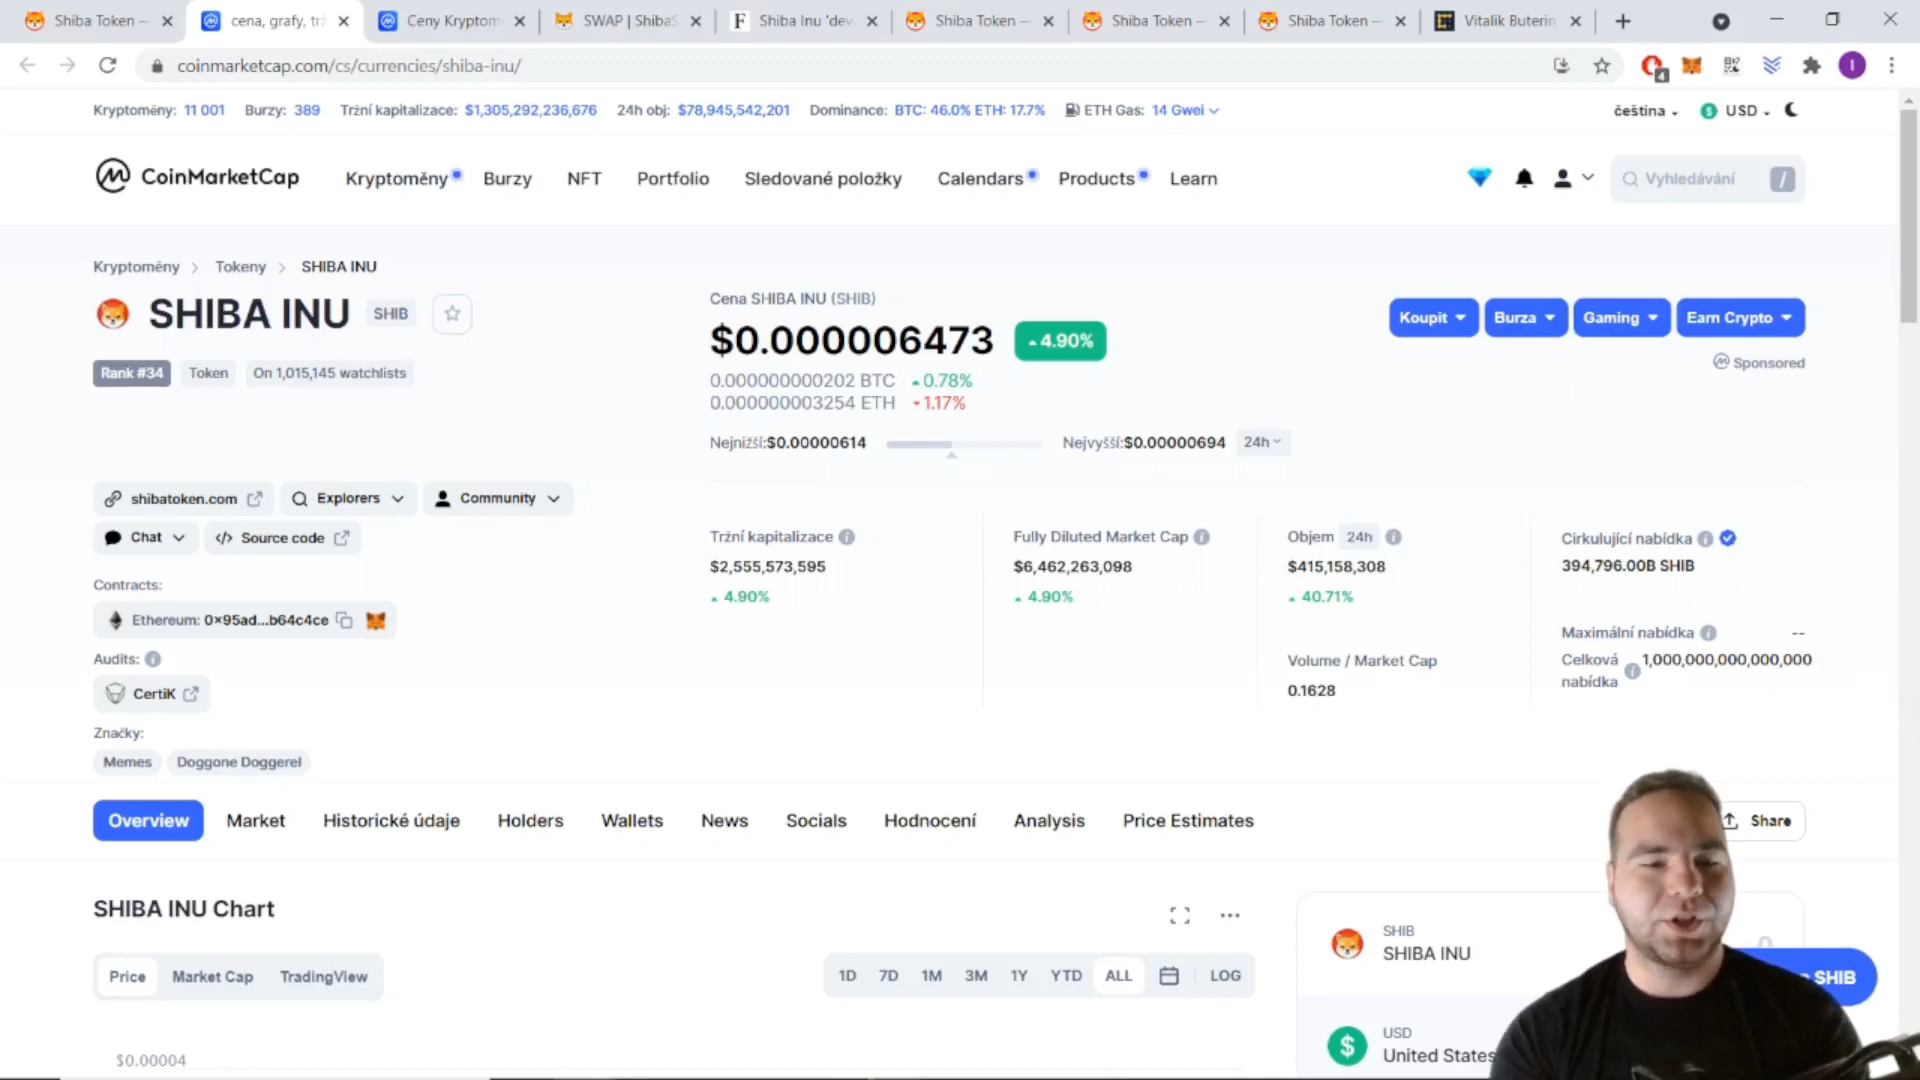 Shiba Token —
cena, grafy, trž
Ceny Kryptom
SWAP | ShibaS
Shiba Inu 'dev
Shiba Token —
Shiba Token —
Shiba Token —
Vitalik Buterin
coinmarketcap.com/cs/currencies/shiba-inu/
4
I
Kryptoměny: 11 001
Burzy: 389
Tržní kapitalizace: $1,305,292,236,676
24h obj: $78,945,542,201
Dominance: BTC: 46.0% ETH: 17.7%
ETH Gas: 14 Gwei
čeština
USD
CoinMarketCap
Kryptoměny
Burzy
NFT
Portfolio
Sledované položky
Calendars
Products
Learn
Vyhledávání
/
Kryptoměny > Tokeny > SHIBA INU
SHIBA INU
SHIB
Rank #34
Token
On 1,015,145 watchlists
Cena SHIBA INU (SHIB)
$0.000006473
4.90%
0.000000000202 BTC
0.78%
0.000000003254 ETH
1.17%
Nejnižší:$0.00000614
Nejvyšší:$0.00000694
24h
Koupit
Burza
Gaming
Earn Crypto
Sponsored
shibatoken.com
Explorers
Community
Chat
Source code
Contracts:
Ethereum: 0x95ad...b64c4ce
Audits:
CertiK
Značky:
Memes
Doggone Doggerel
Tržní kapitalizace
$2,555,573,595
4.90%
Fully Diluted Market Cap
$6,462,263,098
4.90%
Objem 24h
$415,158,308
40.71%
Volume / Market Cap
0.1628
Cirkulující nabídka
394,796.00B SHIB
Maximální nabídka
--
Celková nabídka
1,000,000,000,000,000
Overview
Market
Historické údaje
Holders
Wallets
News
Socials
Hodnocení
Analysis
Price Estimates
Share
SHIBA INU Chart
Price
Market Cap
TradingView
1D
7D
1M
3M
1Y
YTD
ALL
LOG
$0.00004
SHIB
SHIBA INU
SHIB
USD
United States